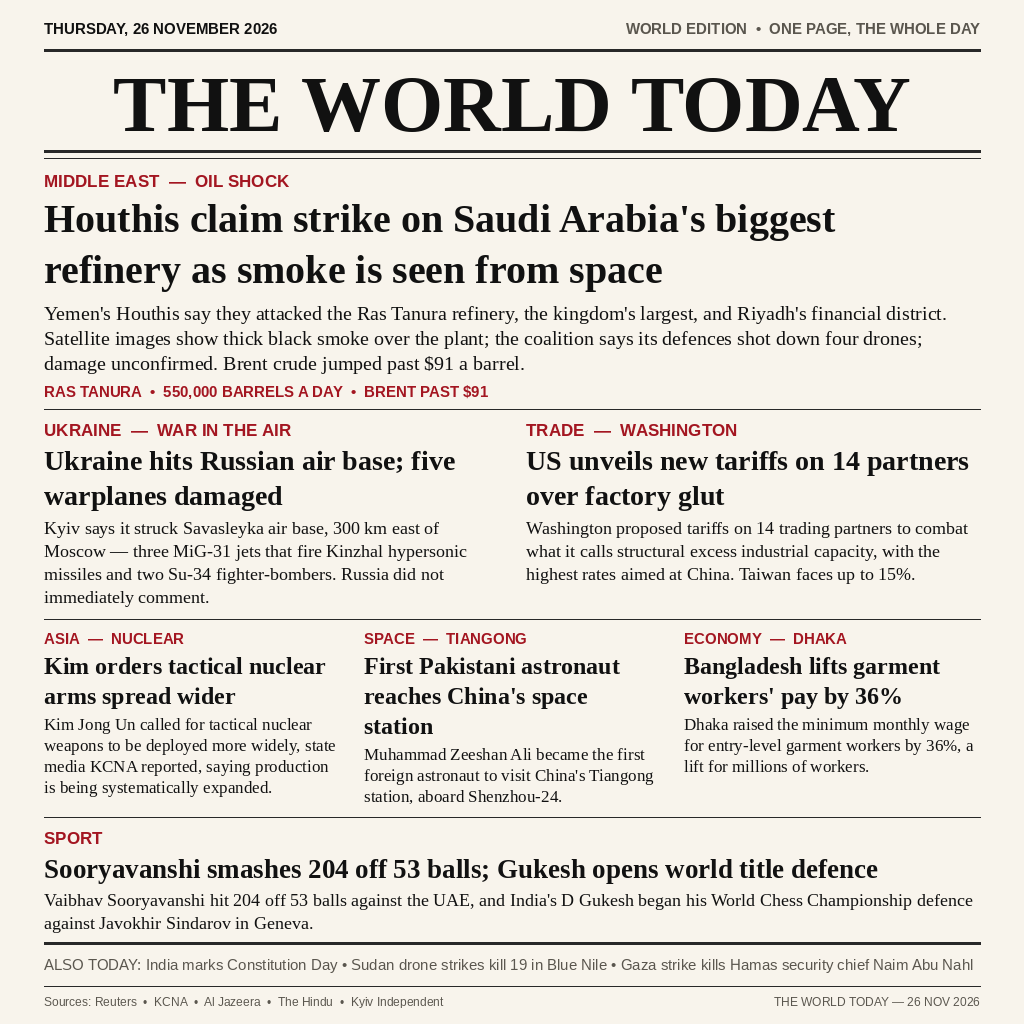 THURSDAY, 26 NOVEMBER 2026
WORLD EDITION • ONE PAGE, THE WHOLE DAY
THE WORLD TODAY
MIDDLE EAST — OIL SHOCK
Houthis claim strike on Saudi Arabia's biggest
refinery as smoke is seen from space
Yemen's Houthis say they attacked the Ras Tanura refinery, the kingdom's largest, and Riyadh's financial district.
Satellite images show thick black smoke over the plant; the coalition says its defences shot down four drones;
damage unconfirmed. Brent crude jumped past $91 a barrel.
RAS TANURA • 550,000 BARRELS A DAY • BRENT PAST $91
UKRAINE — WAR IN THE AIR
Ukraine hits Russian air base; five
warplanes damaged
Kyiv says it struck Savasleyka air base, 300 km east of
Moscow — three MiG-31 jets that fire Kinzhal hypersonic
missiles and two Su-34 fighter-bombers. Russia did not
immediately comment.
TRADE — WASHINGTON
US unveils new tariffs on 14 partners
over factory glut
Washington proposed tariffs on 14 trading partners to combat
what it calls structural excess industrial capacity, with the
highest rates aimed at China. Taiwan faces up to 15%.
ASIA — NUCLEAR
Kim orders tactical nuclear
arms spread wider
Kim Jong Un called for tactical nuclear
weapons to be deployed more widely, state
media KCNA reported, saying production
is being systematically expanded.
SPACE — TIANGONG
First Pakistani astronaut
reaches China's space
station
Muhammad Zeeshan Ali became the first
foreign astronaut to visit China's Tiangong
station, aboard Shenzhou-24.
ECONOMY — DHAKA
Bangladesh lifts garment
workers' pay by 36%
Dhaka raised the minimum monthly wage
for entry-level garment workers by 36%, a
lift for millions of workers.
SPORT
Sooryavanshi smashes 204 off 53 balls; Gukesh opens world title defence
Vaibhav Sooryavanshi hit 204 off 53 balls against the UAE, and India's D Gukesh began his World Chess Championship defence
against Javokhir Sindarov in Geneva.
ALSO TODAY: India marks Constitution Day • Sudan drone strikes kill 19 in Blue Nile • Gaza strike kills Hamas security chief Naim Abu Nahl
Sources: Reuters • KCNA • Al Jazeera • The Hindu • Kyiv Independent
THE WORLD TODAY — 26 NOV 2026